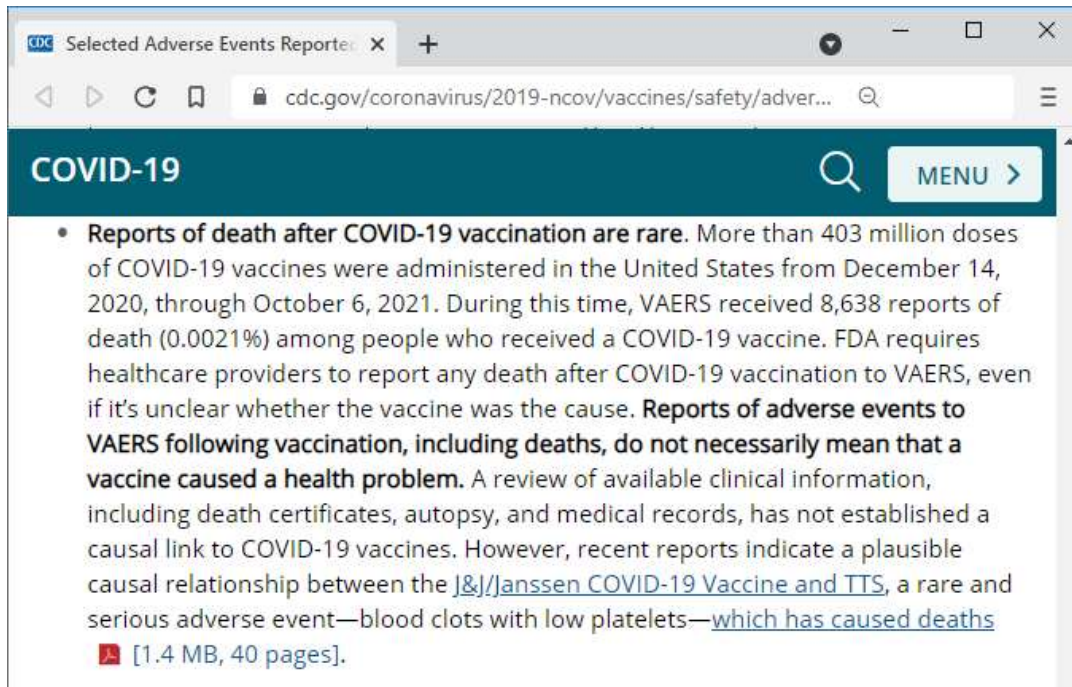 CDC Selected Adverse Events Reporte
cdc.gov/coronavirus/2019-ncov/vaccines/safety/adver...
COVID-19
MENU
Reports of death after COVID-19 vaccination are rare. More than 403 million doses
of COVID-19 vaccines were administered in the United States from December 14,
2020, through October 6, 2021. During this time, VAERS received 8,638 reports of
death (0.0021%) among people who received a COVID-19 vaccine. FDA requires
healthcare providers to report any death after COVID-19 vaccination to VAERS, even
if it’s unclear whether the vaccine was the cause. Reports of adverse events to
VAERS following vaccination, including deaths, do not necessarily mean that a
vaccine caused a health problem. A review of available clinical information,
including death certificates, autopsy, and medical records, has not established a
causal link to COVID-19 vaccines. However, recent reports indicate a plausible
causal relationship between the J&J/Janssen COVID-19 Vaccine and TTS, a rare and
serious adverse event—blood clots with low platelets—which has caused deaths
[1.4 MB, 40 pages].